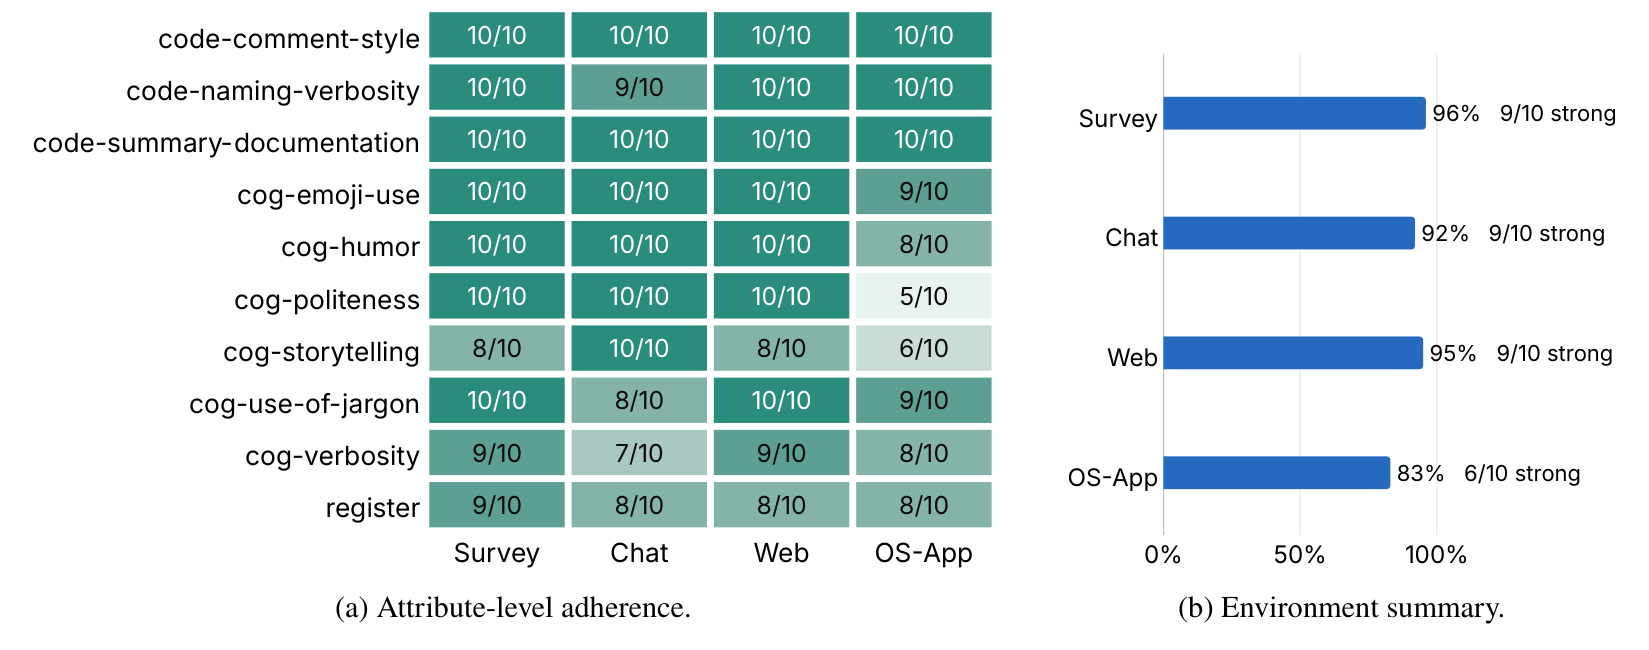 code-comment-style 10/10 10/10 10/10 10/10
code-naming-verbosity 10/10 9/10 10/10 10/10
code-summary-documentation 10/10 10/10 10/10 10/10
cog-emoji-use 10/10 10/10 10/10 9/10
cog-humor 10/10 10/10 10/10 8/10
cog-politeness 10/10 10/10 10/10 5/10
cog-storytelling 8/10 10/10 8/10 6/10
cog-use-of-jargon 10/10 8/10 10/10 9/10
cog-verbosity 9/10 7/10 9/10 8/10
register 9/10 8/10 8/10 8/10
Survey Chat Web OS-App
(a) Attribute-level adherence.
Survey 96% 9/10 strong
Chat 92% 9/10 strong
Web 95% 9/10 strong
OS-App 83% 6/10 strong
0% 50% 100%
(b) Environment summary.